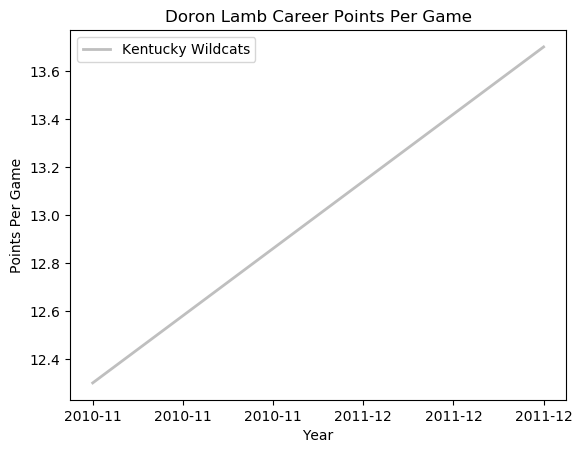 Doron Lamb Career Points Per Game
Kentucky Wildcats
13.6
13.4
13.2
13.0
12.8
12.6
12.4
Points Per Game
2010-11 2010-11 2010-11 2011-12 2011-12 2011-12
Year